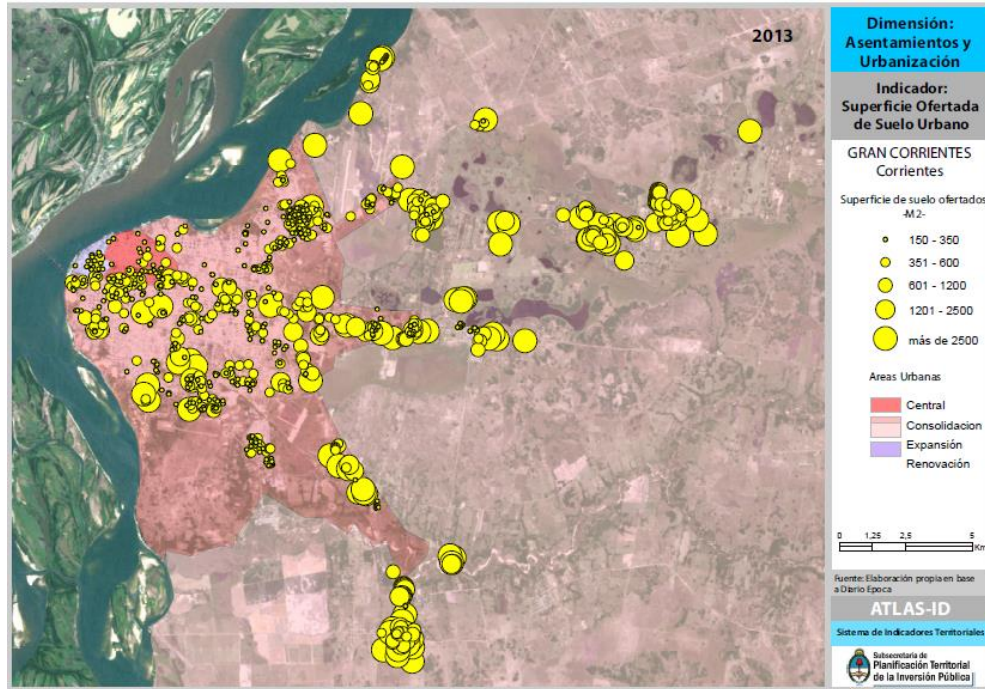 2013
Dimensión:
Asentamientos y
Urbanización
Indicador:
Superficie Ofertada
de Suelo Urbano
GRAN CORRIENTES
Corrientes
Superficie de suelo ofertados
-M2-
150 - 350
351 - 600
601 - 1200
1201 - 2500
más de 2500
Areas Urbanas
Central
Consolidacion
Expansión
Renovación
0 1,25 2,5 5
Km
Fuente: Elaboración propia en base
a Diario Epoca
ATLAS-ID
Sistema de Indicadores Territoriales
Subsecretaría de
Planificación Territorial
de la Inversión Pública